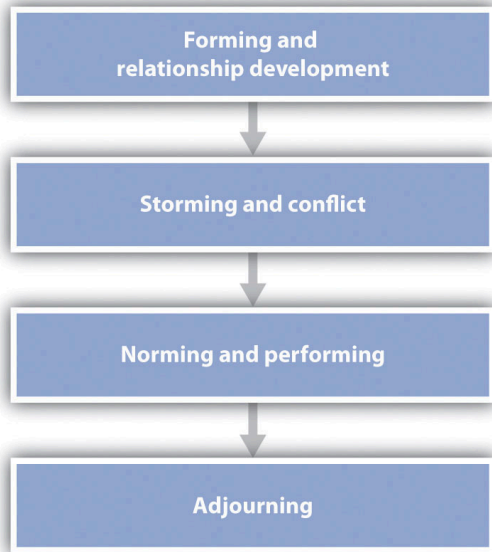 Forming and
relationship development
Storming and conflict
Norming and performing
Adjourning